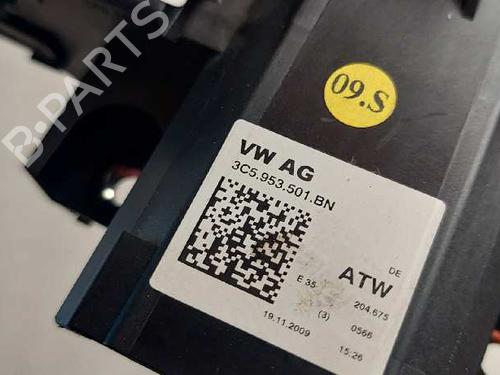 B-PARTS
09.S
VW AG
3C5.953.501.BN
DE
ATW
E 35
204.675
(3)
0566
19.11.2009
15:26